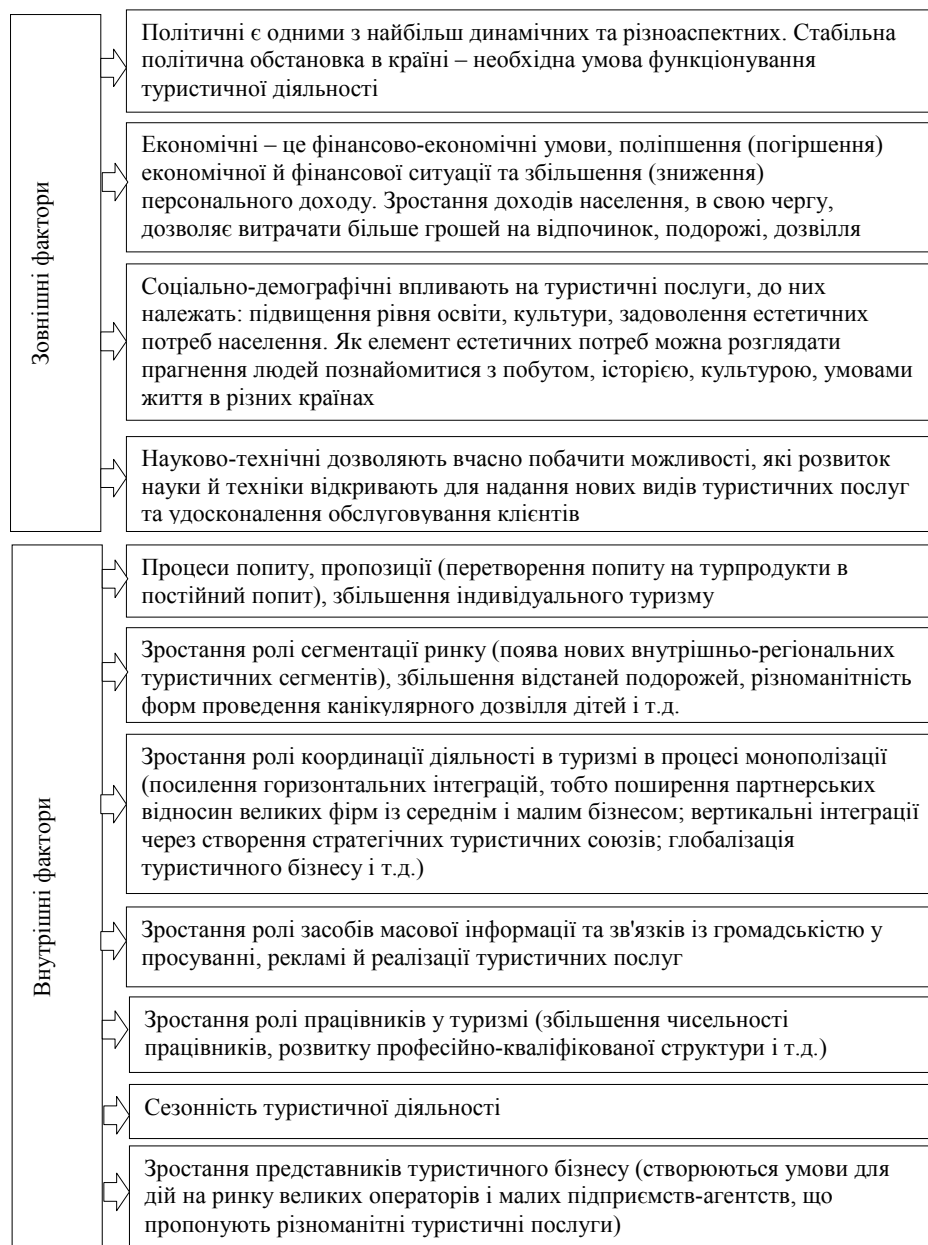 Зовнішні фактори
Політичні є одними з найбільш динамічних та різноаспектних. Стабільна
політична обстановка в країні – необхідна умова функціонування
туристичної діяльності
Економічні – це фінансово-економічні умови, поліпшення (погіршення)
економічної й фінансової ситуації та збільшення (зниження)
персонального доходу. Зростання доходів населення, в свою чергу,
дозволяє витрачати більше грошей на відпочинок, подорожі, дозвілля
Соціально-демографічні впливають на туристичні послуги, до них
належать: підвищення рівня освіти, культури, задоволення естетичних
потреб населення. Як елемент естетичних потреб можна розглядати
прагнення людей познайомитися з побутом, історією, культурою, умовами
життя в різних країнах
Науково-технічні дозволяють вчасно побачити можливості, які розвиток
науки й техніки відкривають для надання нових видів туристичних послуг
та удосконалення обслуговування клієнтів
Внутрішні фактори
Процеси попиту, пропозиції (перетворення попиту на турпродукти в
постійний попит), збільшення індивідуального туризму
Зростання ролі сегментації ринку (поява нових внутрішньо-регіональних
туристичних сегментів), збільшення відстаней подорожей, різноманітність
форм проведення канікулярного дозвілля дітей і т.д.
Зростання ролі координації діяльності в туризмі в процесі монополізації
(посилення горизонтальних інтеграцій, тобто поширення партнерських
відносин великих фірм із середнім і малим бізнесом; вертикальні інтеграції
через створення стратегічних туристичних союзів; глобалізація
туристичного бізнесу і т.д.)
Зростання ролі засобів масової інформації та зв'язків із громадськістю у
просуванні, рекламі й реалізації туристичних послуг
Зростання ролі працівників у туризмі (збільшення чисельності
працівників, розвитку професійно-кваліфікованої структури і т.д.)
Сезонність туристичної діяльності
Зростання представників туристичного бізнесу (створюються умови для
дій на ринку великих операторів і малих підприємств-агентств, що
пропонують різноманітні туристичні послуги)